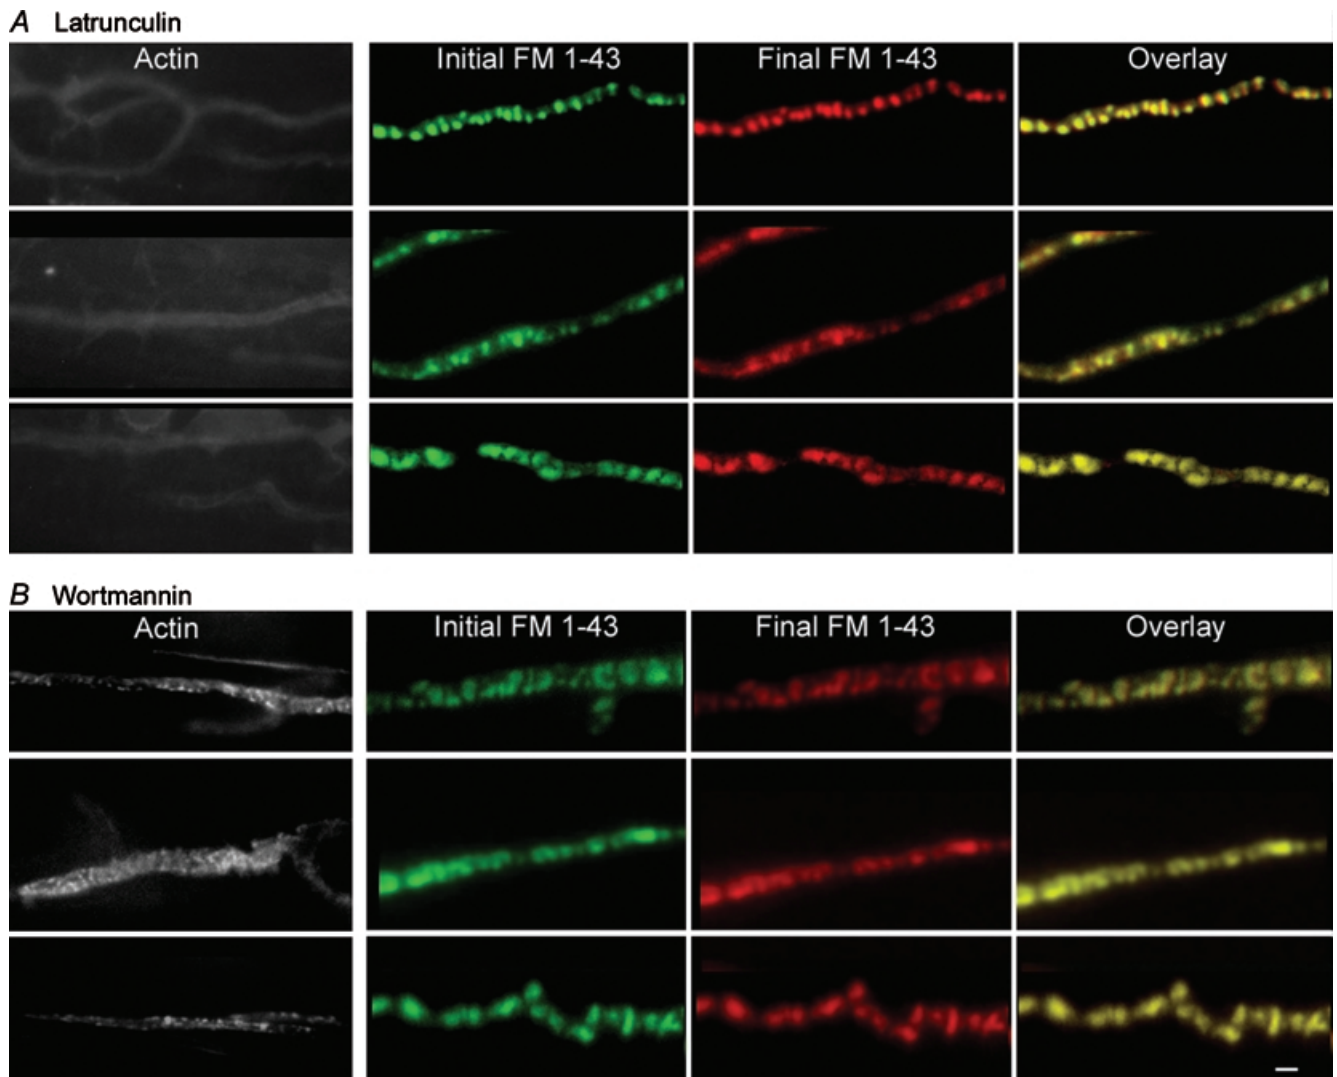 A Latrunculin
Actin Initial FM 1-43 Final FM 1-43 Overlay
B Wortmannin
Actin Initial FM 1-43 Final FM 1-43 Overlay